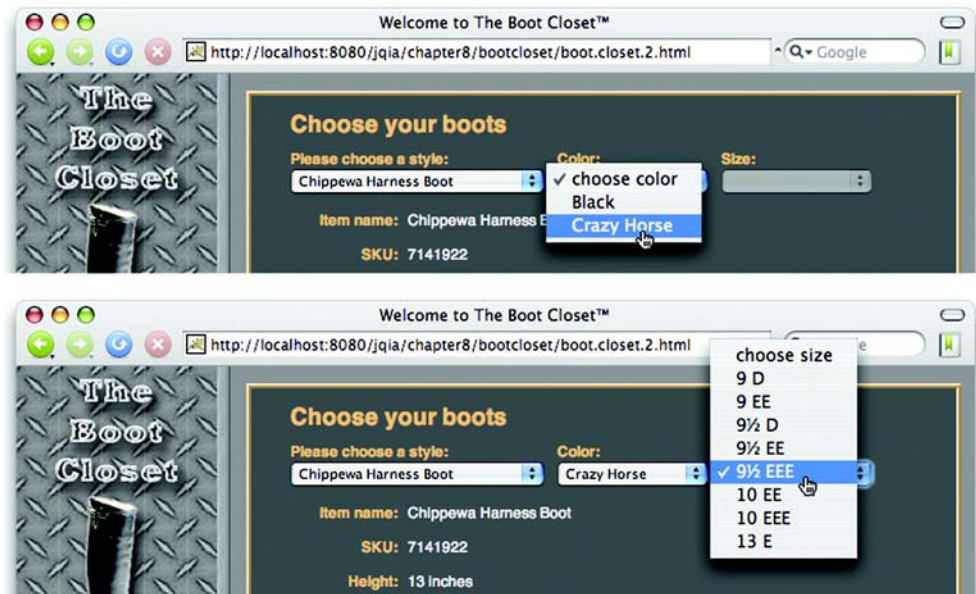 Welcome to The Boot Closet™
http://localhost:8080/jqia/chapter8/bootcloset/boot.closet.2.html
Google
The
Boot
Closet
Choose your boots
Please choose a style: Color: Size:
Chippewa Harness Boot
✓ choose color
Black
Crazy Horse
Item name: Chippewa Harness B
SKU: 7141922
Welcome to The Boot Closet™
http://localhost:8080/jqia/chapter8/bootcloset/boot.closet.2.html
The
Boot
Closet
Choose your boots
Please choose a style: Color:
Chippewa Harness Boot Crazy Horse
choose size
9 D
9 EE
9½ D
9½ EE
✓ 9½ EEE
10 EE
10 EEE
13 E
Item name: Chippewa Harness Boot
SKU: 7141922
Height: 13 inches